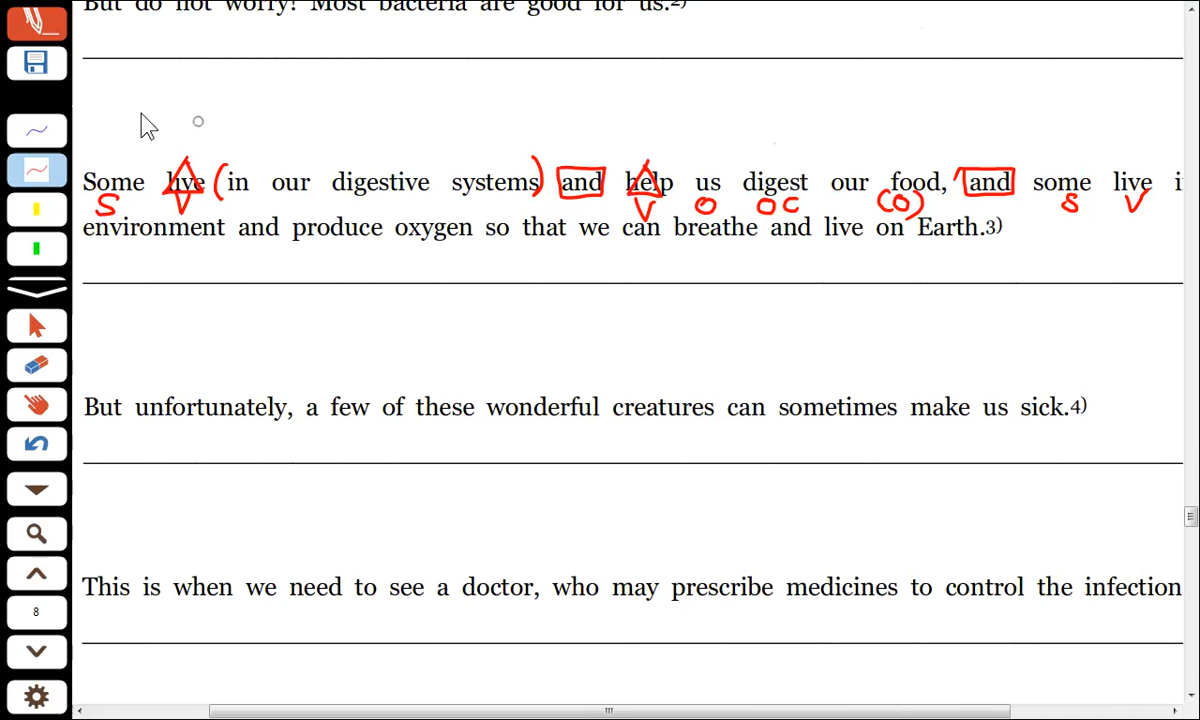 But do not worry! Most bacteria are good for us.2)
Some live (in our digestive systems) and help us digest our food, and some live i
S V V O OC (O) S V
environment and produce oxygen so that we can breathe and live on Earth.3)
But unfortunately, a few of these wonderful creatures can sometimes make us sick.4)
This is when we need to see a doctor, who may prescribe medicines to control the infection
8